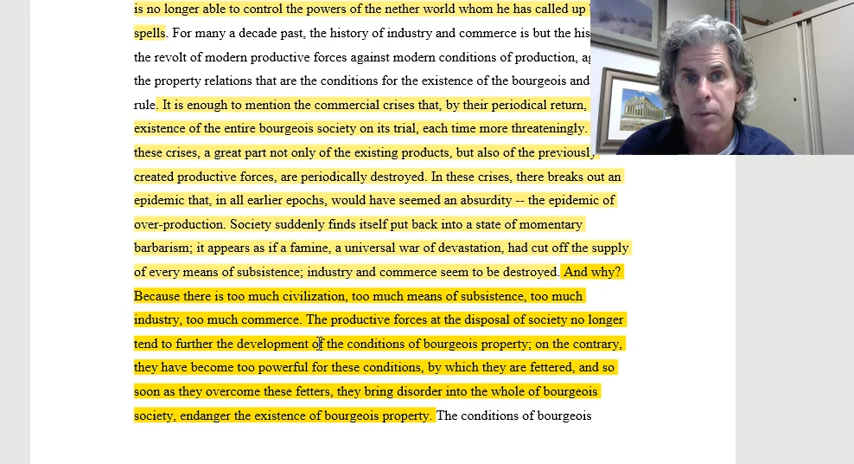 is no longer able to control the powers of the nether world whom he has called up
spells. For many a decade past, the history of industry and commerce is but the his
the revolt of modern productive forces against modern conditions of production, ag
the property relations that are the conditions for the existence of the bourgeois and
rule. It is enough to mention the commercial crises that, by their periodical return,
existence of the entire bourgeois society on its trial, each time more threateningly.
these crises, a great part not only of the existing products, but also of the previously
created productive forces, are periodically destroyed. In these crises, there breaks out an
epidemic that, in all earlier epochs, would have seemed an absurdity -- the epidemic of
over-production. Society suddenly finds itself put back into a state of momentary
barbarism; it appears as if a famine, a universal war of devastation, had cut off the supply
of every means of subsistence; industry and commerce seem to be destroyed. And why?
Because there is too much civilization, too much means of subsistence, too much
industry, too much commerce. The productive forces at the disposal of society no longer
tend to further the development of the conditions of bourgeois property; on the contrary,
they have become too powerful for these conditions, by which they are fettered, and so
soon as they overcome these fetters, they bring disorder into the whole of bourgeois
society, endanger the existence of bourgeois property. The conditions of bourgeois